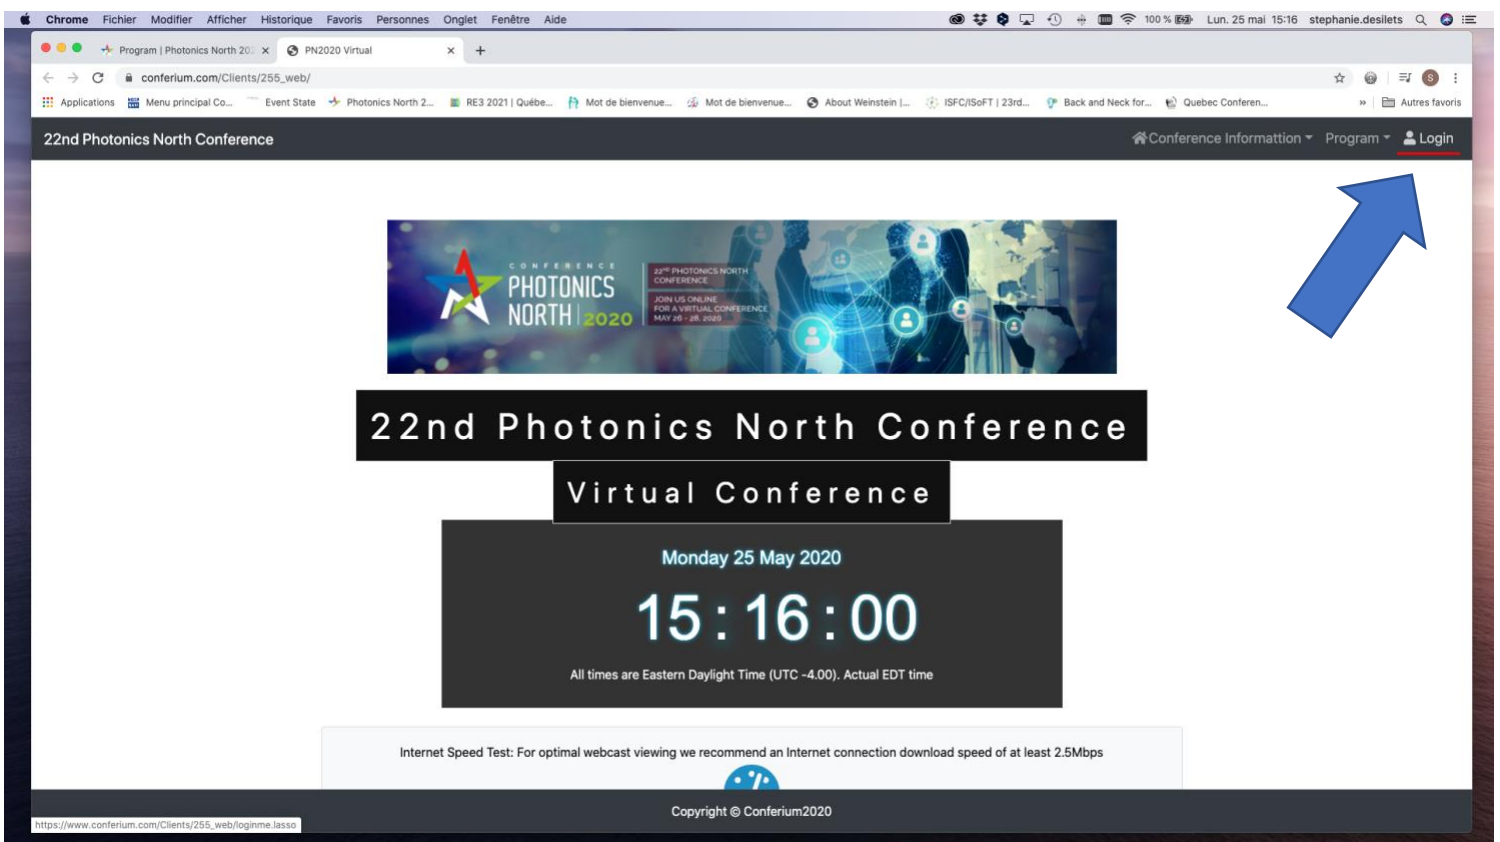 Chrome Fichier Modifier Afficher Historique Favoris Personnes Onglet Fenêtre Aide 100 % Lun. 25 mai 15:16 stephanie.desilets
Program | Photonics North 202 PN2020 Virtual
conferium.com/Clients/255_web/ S
Applications Menu principal Co... Event State Photonics North 2... RE3 2021 | Québe... Mot de bienvenue... Mot de bienvenue... About Weinstein |... ISFC/ISoFT | 23rd... Back and Neck for... Quebec Conferen... » Autres favoris
22nd Photonics North Conference Conference Informattion Program Login
CONFERENCE
PHOTONICS
NORTH 2020
22ND PHOTONICS NORTH
CONFERENCE
JOIN US ONLINE
FOR A VIRTUAL CONFERENCE
MAY 26 - 28, 2020
22nd Photonics North Conference
Virtual Conference
Monday 25 May 2020
15 : 16 : 00
All times are Eastern Daylight Time (UTC -4.00). Actual EDT time
Internet Speed Test: For optimal webcast viewing we recommend an Internet connection download speed of at least 2.5Mbps
Copyright © Conferium2020
https://www.conferium.com/Clients/255_web/loginme.lasso